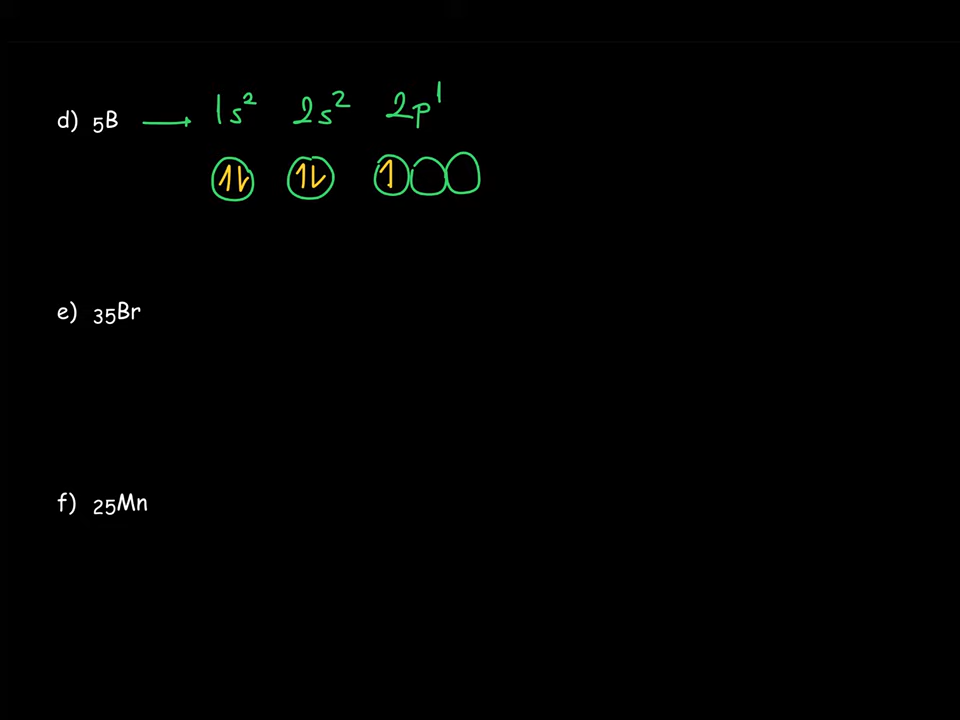 d) ₅B → 1s² 2s² 2p¹
↿⇂ ↿⇂ ↿
e) ₃₅Br
f) ₂₅Mn